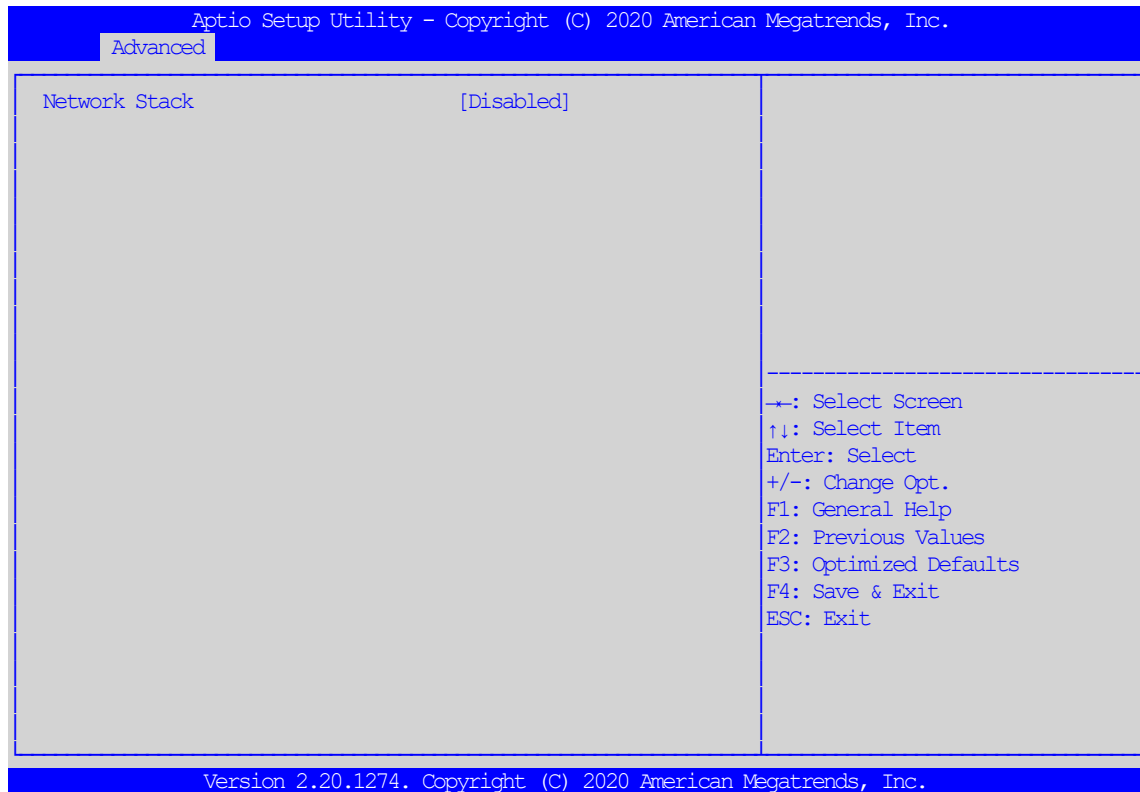 Aptio Setup Utility - Copyright (C) 2020 American Megatrends, Inc.
Advanced
Network Stack [Disabled]
→←: Select Screen
↑↓: Select Item
Enter: Select
+/-: Change Opt.
F1: General Help
F2: Previous Values
F3: Optimized Defaults
F4: Save & Exit
ESC: Exit
Version 2.20.1274. Copyright (C) 2020 American Megatrends, Inc.